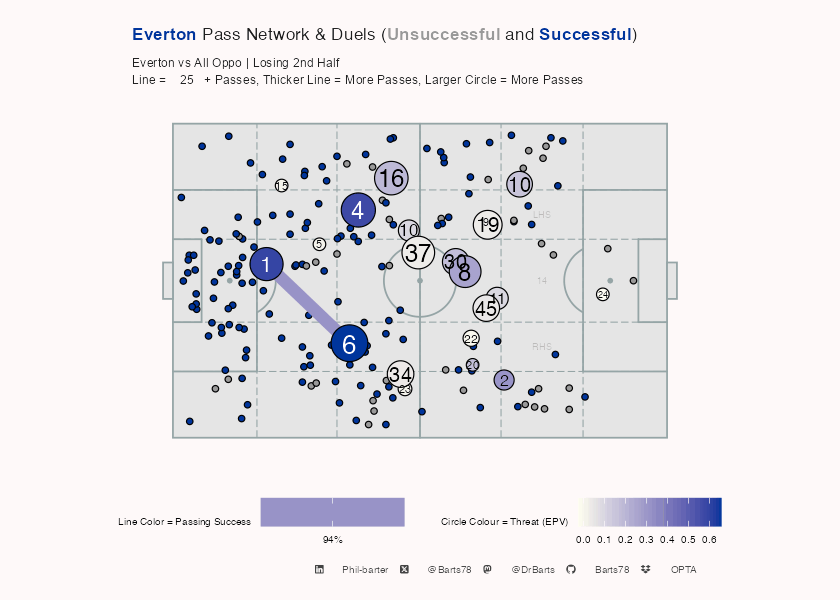 Everton Pass Network & Duels (Unsuccessful and Successful)
Everton vs All Oppo | Losing 2nd Half
Line = 25 + Passes, Thicker Line = More Passes, Larger Circle = More Passes
16
15
10
4
LHS
19
10
5
37
1
30
8
14
11
24
45
22
6
RHS
20
34
2
23
Line Color = Passing Success
94%
Circle Colour = Threat (EPV)
0.0 0.1 0.2 0.3 0.4 0.5 0.6
Phil-barter @Barts78 @DrBarts Barts78 OPTA